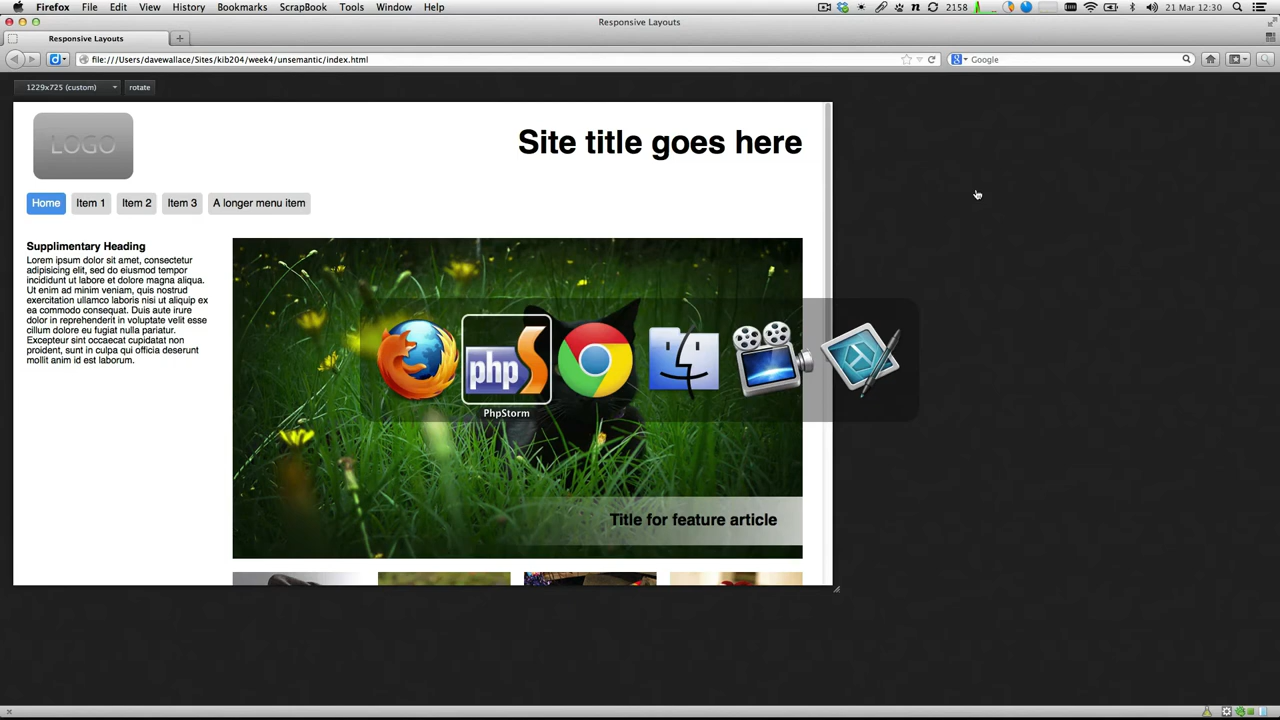 Firefox File Edit View History Bookmarks ScrapBook Tools Window Help 2158 21 Mar 12:30
Responsive Layouts
Responsive Layouts
file:///Users/davewallace/Sites/kib204/week4/unsemantic/index.html
Google
1229x725 (custom)
rotate
LOGO
Site title goes here
Home Item 1 Item 2 Item 3 A longer menu item
Supplimentary Heading
Lorem ipsum dolor sit amet, consectetur
adipisicing elit, sed do eiusmod tempor
incididunt ut labore et dolore magna aliqua.
Ut enim ad minim veniam, quis nostrud
exercitation ullamco laboris nisi ut aliquip ex
ea commodo consequat. Duis aute irure
dolor in reprehenderit in voluptate velit esse
cillum dolore eu fugiat nulla pariatur.
Excepteur sint occaecat cupidatat non
proident, sunt in culpa qui officia deserunt
mollit anim id est laborum.
php S
PhpStorm
Title for feature article